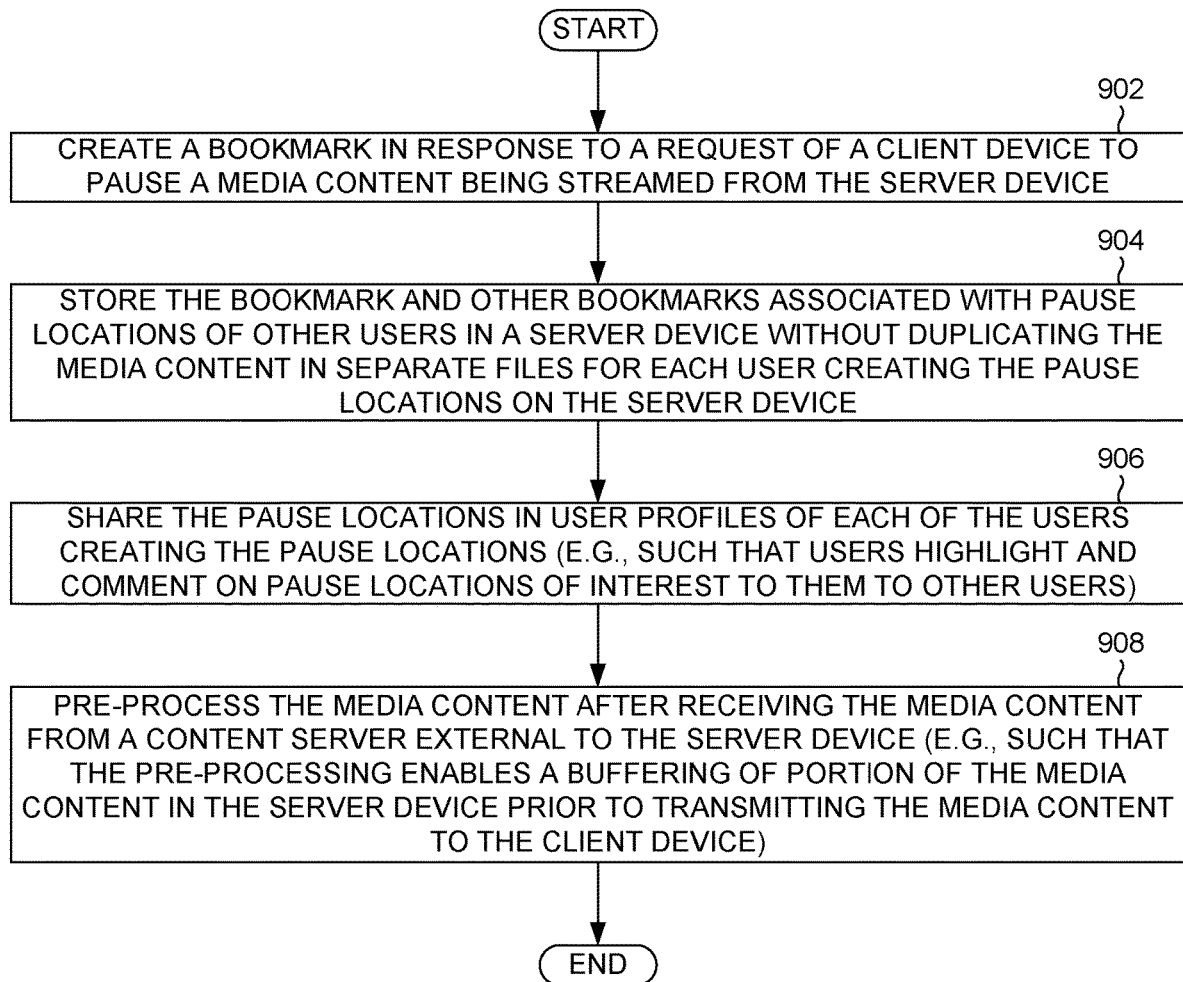 START
902
CREATE A BOOKMARK IN RESPONSE TO A REQUEST OF A CLIENT DEVICE TO
PAUSE A MEDIA CONTENT BEING STREAMED FROM THE SERVER DEVICE
904
STORE THE BOOKMARK AND OTHER BOOKMARKS ASSOCIATED WITH PAUSE
LOCATIONS OF OTHER USERS IN A SERVER DEVICE WITHOUT DUPLICATING THE
MEDIA CONTENT IN SEPARATE FILES FOR EACH USER CREATING THE PAUSE
LOCATIONS ON THE SERVER DEVICE
906
SHARE THE PAUSE LOCATIONS IN USER PROFILES OF EACH OF THE USERS
CREATING THE PAUSE LOCATIONS (E.G., SUCH THAT USERS HIGHLIGHT AND
COMMENT ON PAUSE LOCATIONS OF INTEREST TO THEM TO OTHER USERS)
908
PRE-PROCESS THE MEDIA CONTENT AFTER RECEIVING THE MEDIA CONTENT
FROM A CONTENT SERVER EXTERNAL TO THE SERVER DEVICE (E.G., SUCH THAT
THE PRE-PROCESSING ENABLES A BUFFERING OF PORTION OF THE MEDIA
CONTENT IN THE SERVER DEVICE PRIOR TO TRANSMITTING THE MEDIA CONTENT
TO THE CLIENT DEVICE)
END